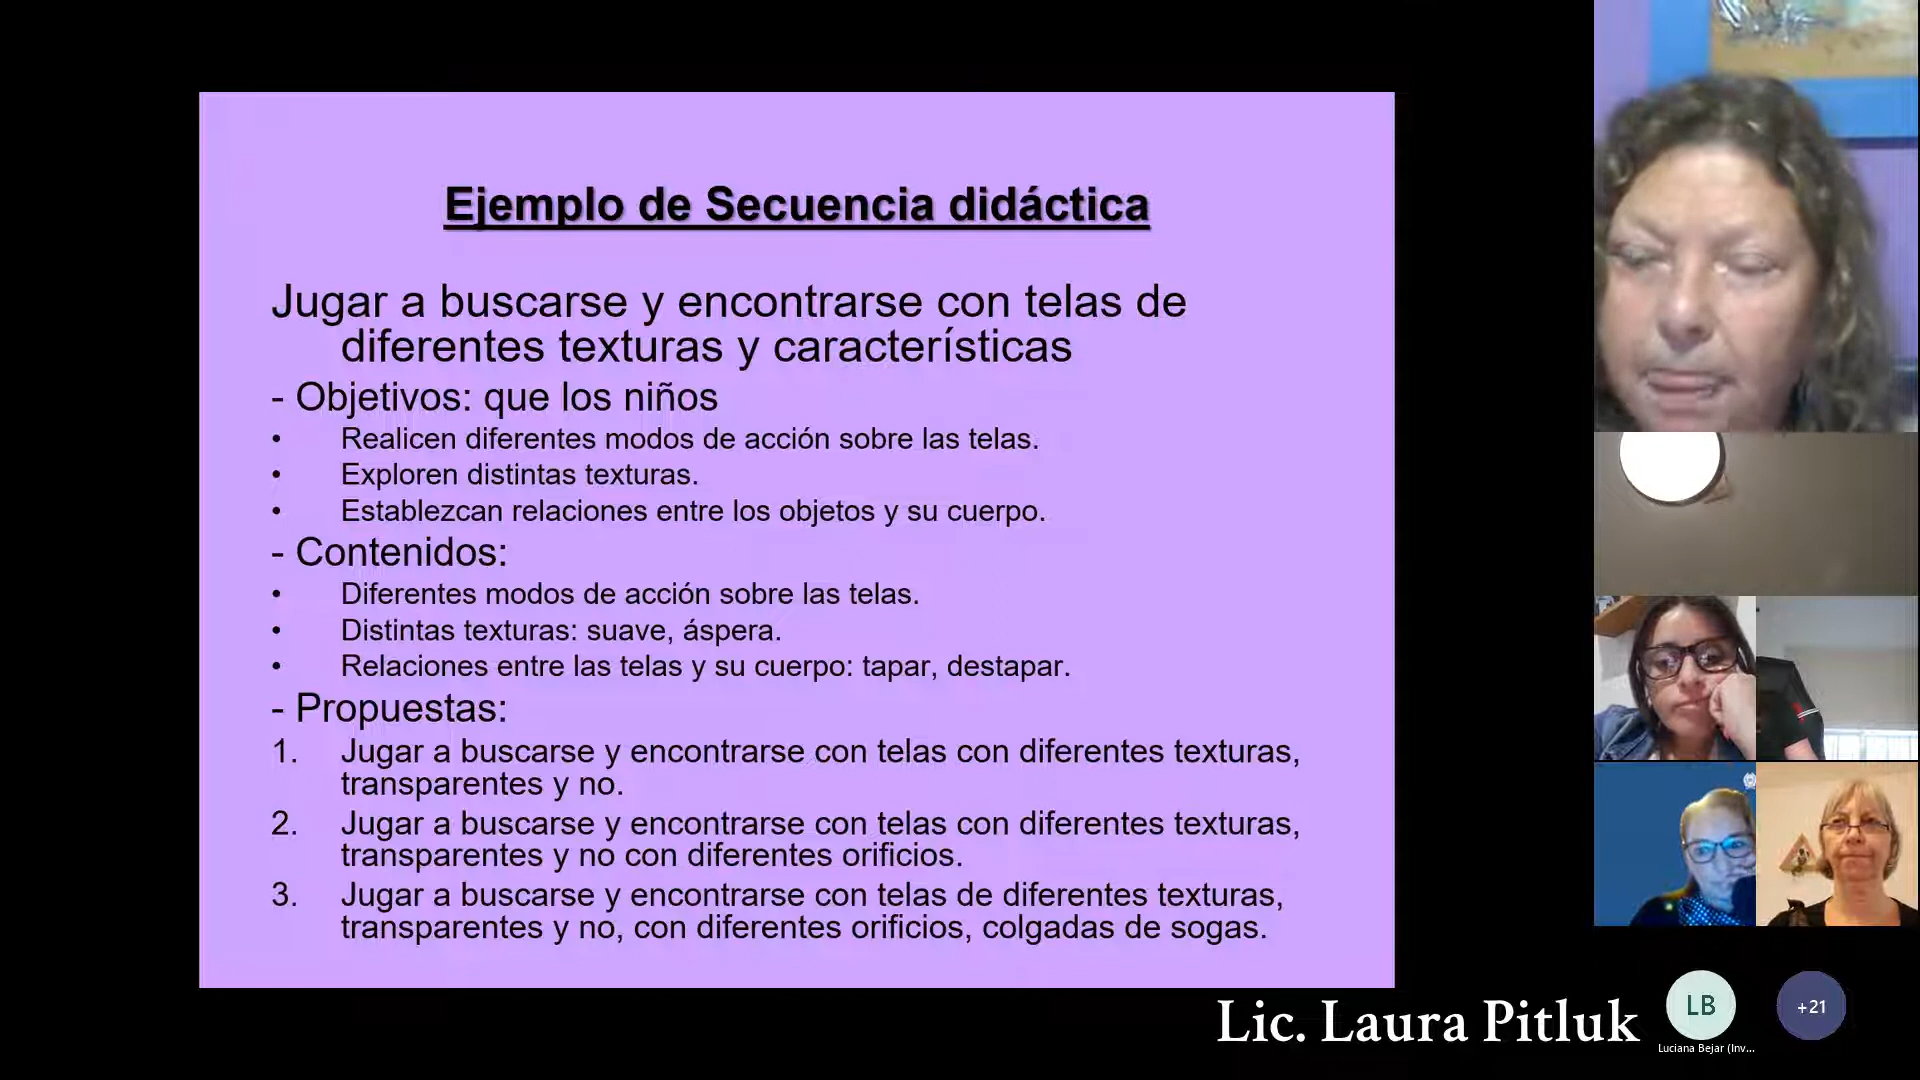 Ejemplo de Secuencia didáctica
Jugar a buscarse y encontrarse con telas de
diferentes texturas y características
- Objetivos: que los niños
• Realicen diferentes modos de acción sobre las telas.
• Exploren distintas texturas.
• Establezcan relaciones entre los objetos y su cuerpo.
- Contenidos:
• Diferentes modos de acción sobre las telas.
• Distintas texturas: suave, áspera.
• Relaciones entre las telas y su cuerpo: tapar, destapar.
- Propuestas:
1. Jugar a buscarse y encontrarse con telas con diferentes texturas,
transparentes y no.
2. Jugar a buscarse y encontrarse con telas con diferentes texturas,
transparentes y no con diferentes orificios.
3. Jugar a buscarse y encontrarse con telas de diferentes texturas,
transparentes y no, con diferentes orificios, colgadas de sogas.
Lic. Laura Pitluk
LB
+21
Luciana Bejar (Inv...